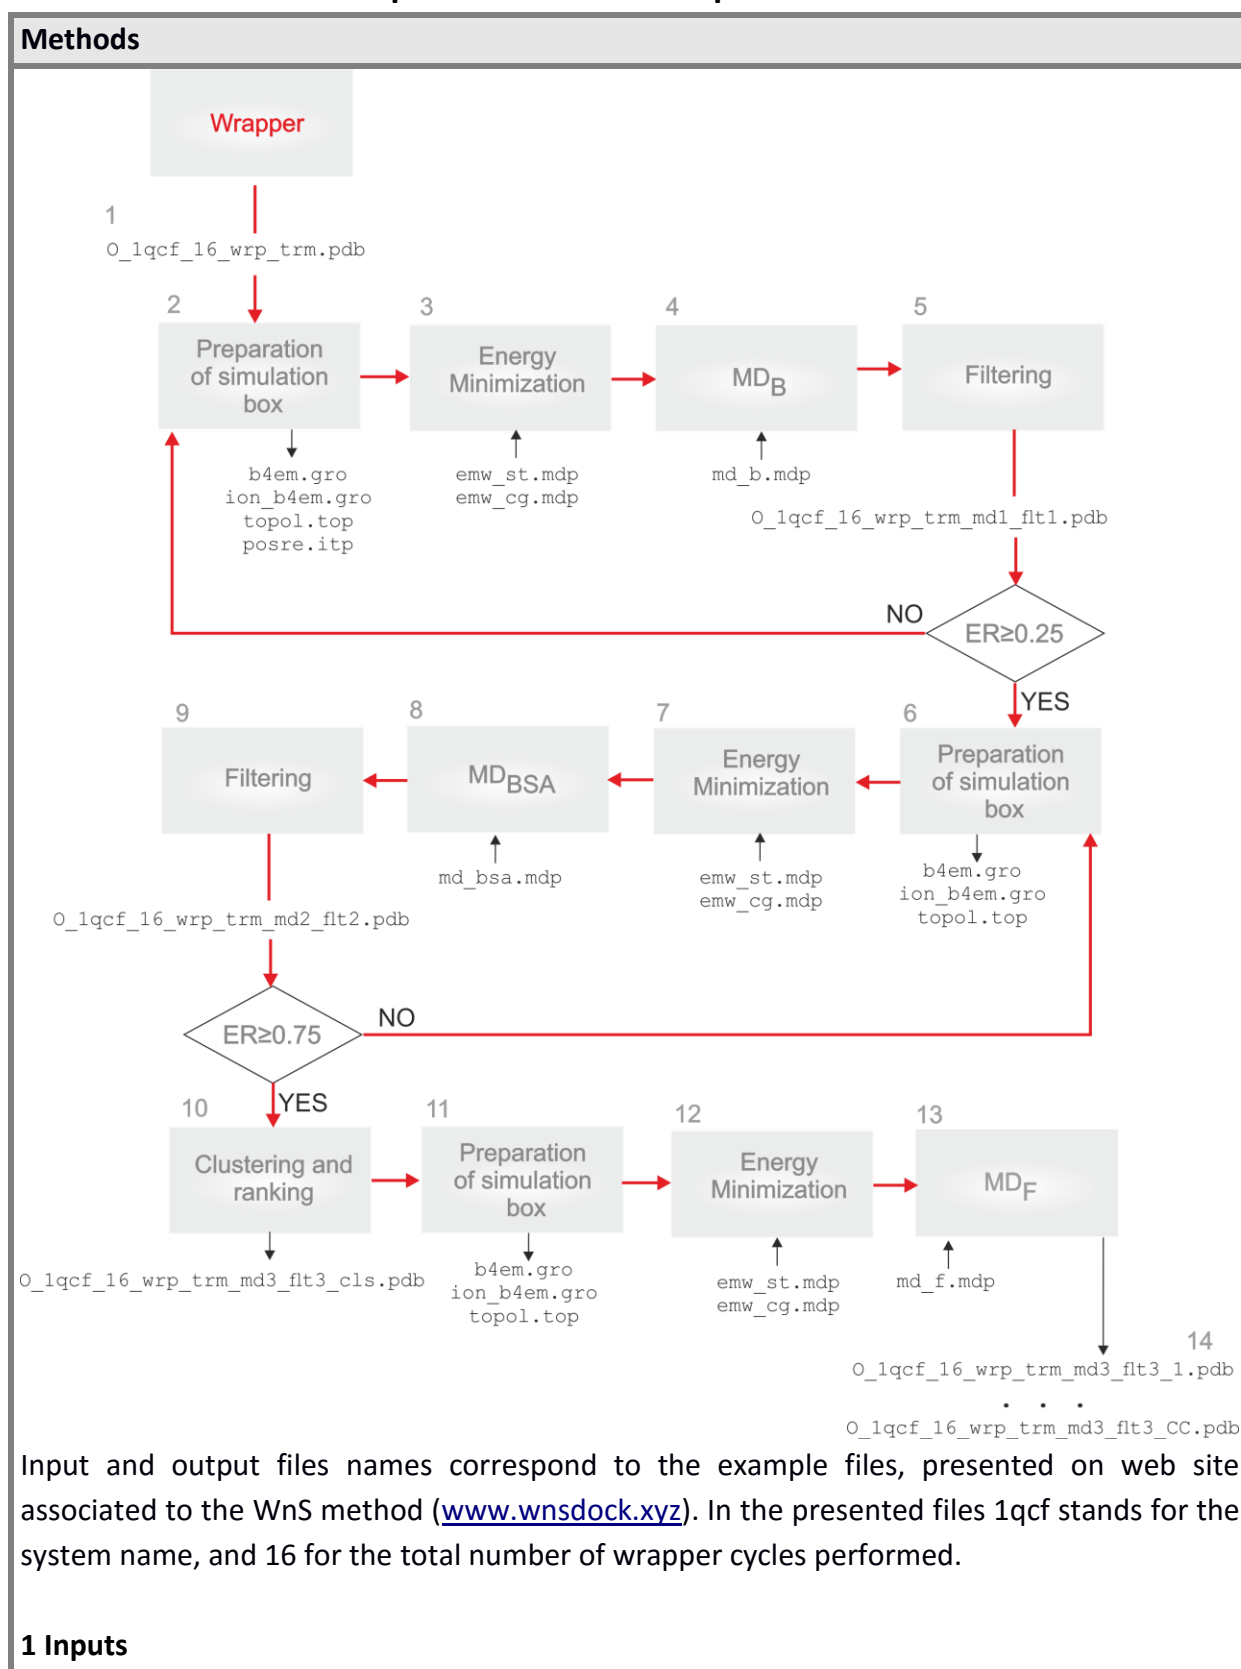 Methods
Wrapper
1
O_1qcf_16_wrp_trm.pdb
2
Preparation
of simulation
box
3
Energy
Minimization
4
MD_B
5
Filtering
b4em.gro
ion_b4em.gro
topol.top
posre.itp
emw_st.mdp
emw_cg.mdp
md_b.mdp
O_1qcf_16_wrp_trm_md1_flt1.pdb
NO
ER≥0.25
YES
9
Filtering
8
MD_BSA
7
Energy
Minimization
6
Preparation
of simulation
box
md_bsa.mdp
emw_st.mdp
emw_cg.mdp
b4em.gro
ion_b4em.gro
topol.top
O_1qcf_16_wrp_trm_md2_flt2.pdb
ER≥0.75
NO
YES
10
Clustering and
ranking
11
Preparation
of simulation
box
12
Energy
Minimization
13
MD_F
O_1qcf_16_wrp_trm_md3_flt3_cls.pdb
b4em.gro
ion_b4em.gro
topol.top
emw_st.mdp
emw_cg.mdp
md_f.mdp
14
O_1qcf_16_wrp_trm_md3_flt3_1.pdb
. . .
O_1qcf_16_wrp_trm_md3_flt3_CC.pdb
Input and output files names correspond to the example files, presented on web site
associated to the WnS method (www.wnsdock.xyz). In the presented files 1qcf stands for the
system name, and 16 for the total number of wrapper cycles performed.
1 Inputs